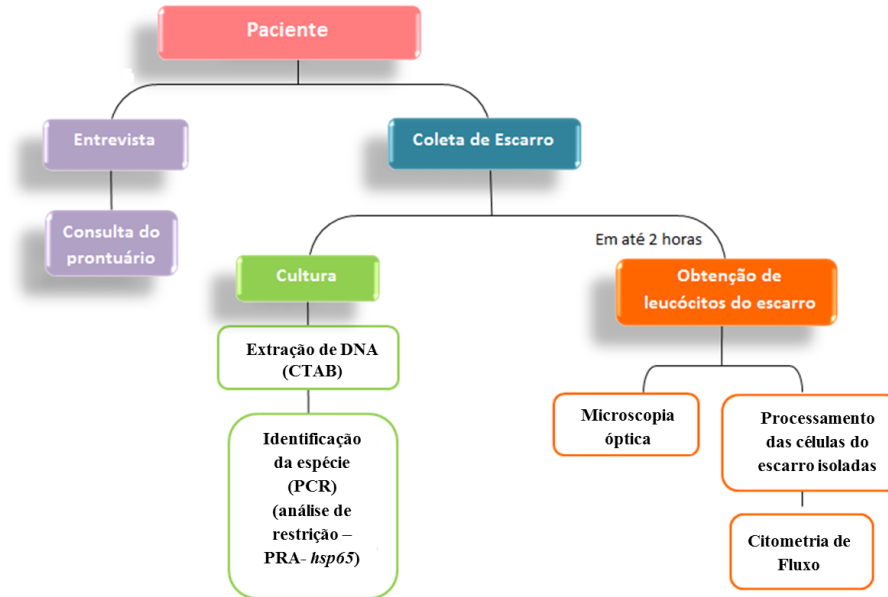 Paciente
Entrevista
Coleta de Escarro
Consulta do
prontuário
Em até 2 horas
Cultura
Obtenção de
leucócitos do escarro
Extração de DNA
(CTAB)
Identificação
da espécie
(PCR)
(análise de
restrição –
PRA- hsp65)
Microscopia
óptica
Processamento
das células do
escarro isoladas
Citometria de
Fluxo